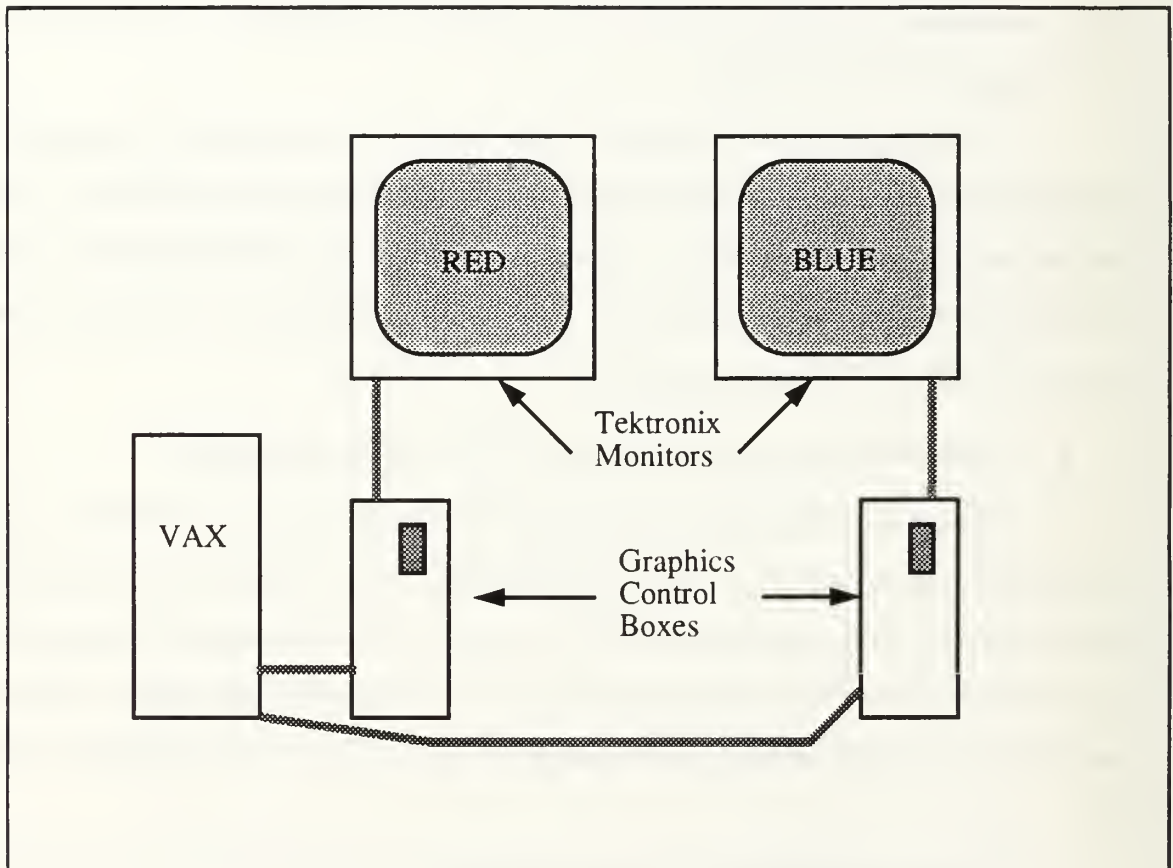 RED
BLUE
Tektronix
Monitors
VAX
Graphics
Control
Boxes